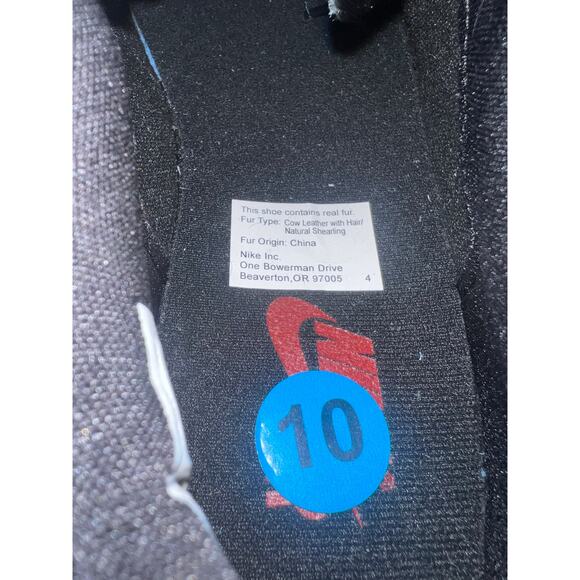 This shoe contains real fur.
Fur Type: Cow Leather with Hair/
Natural Shearling
Fur Origin: China
Nike Inc.
One Bowerman Drive
Beaverton,OR 97005 4
10